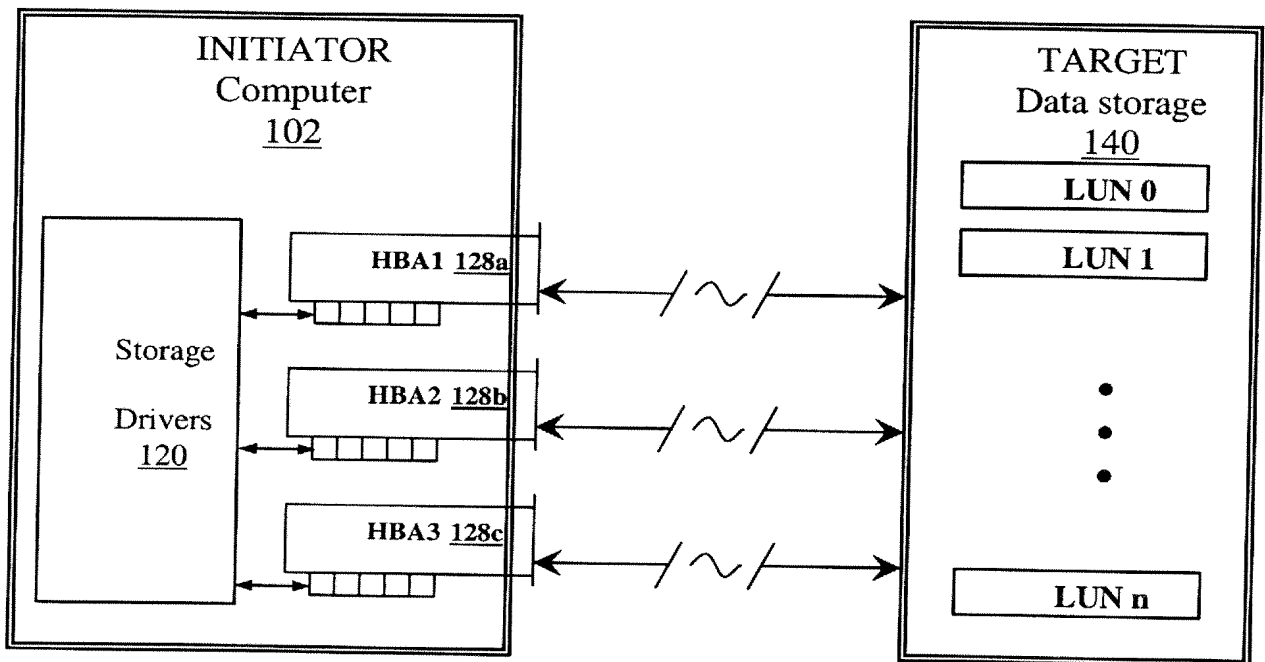 INITIATOR
Computer
102
Storage
Drivers
120
HBA1 128a
HBA2 128b
HBA3 128c
TARGET
Data storage
140
LUN 0
LUN 1
LUN n